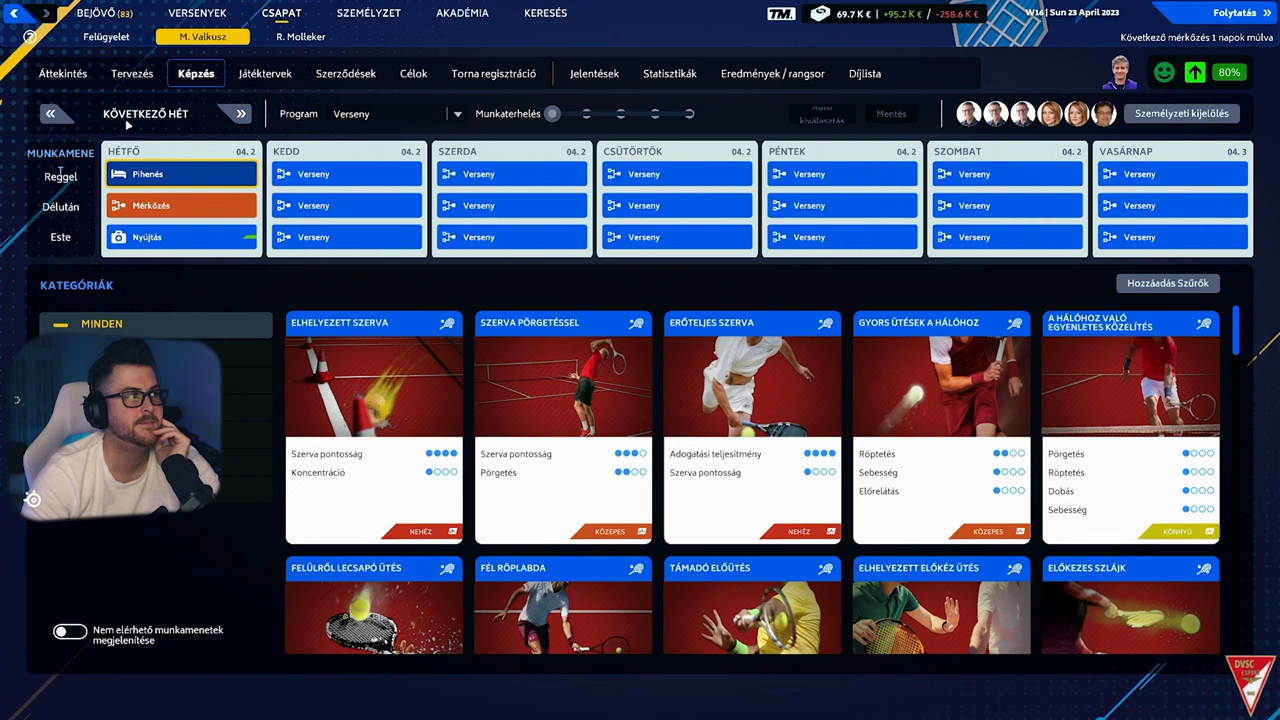 BEJÖVŐ (83) VERSENYEK CSAPAT SZEMÉLYZET AKADÉMIA KERESÉS
TM. 69.7 K € | +95.2 K € / -258.6 K €
W16 | Sun 23 April 2023
Folytatás
Felügyelet M. Valkusz R. Molleker
Következő mérkőzés 1 napok múlva
Áttekintés Tervezés Képzés Játéktervek Szerződések Célok Torna regisztráció Jelentések Statisztikák Eredmények / rangsor Díjlista
80%
KÖVETKEZŐ HÉT Program Verseny Munkaterhelés Auto kiválasztás Mentés Személyzeti kijelölés
MUNKAMENE
T
HÉTFŐ 04. 2 KEDD 04. 2 SZERDA 04. 2 CSÜTÖRTÖK 04. 2 PÉNTEK 04. 2 SZOMBAT 04. 2 VASÁRNAP 04. 3
Reggel Pihenés Verseny Verseny Verseny Verseny Verseny Verseny
Délután Mérkőzés Verseny Verseny Verseny Verseny Verseny Verseny
Este Nyújtás Verseny Verseny Verseny Verseny Verseny Verseny
KATEGÓRIÁK
Hozzáadás Szűrők
MINDEN
ELHELYEZETT SZERVA
Szerva pontosság
Koncentráció
NEHÉZ
SZERVA PÖRGETÉSSEL
Szerva pontosság
Pörgetés
KÖZEPES
ERŐTELJES SZERVA
Adogatási teljesítmény
Szerva pontosság
NEHÉZ
GYORS ÜTÉSEK A HÁLÓHOZ
Röptetés
Sebesség
Előrelátás
KÖZEPES
A HÁLÓHOZ VALÓ
EGYENLETES KÖZELÍTÉS
Pörgetés
Röptetés
Dobás
Sebesség
KÖNNYŰ
FELÜLRŐL LECSAPÓ ÜTÉS
FÉL RÖPLABDA
TÁMADÓ ELŐÜTÉS
ELHELYEZETT ELŐKÉZ ÜTÉS
ELŐKEZES SZLÁJK
Nem elérhető munkamenetek
megjelenítése
DVSC